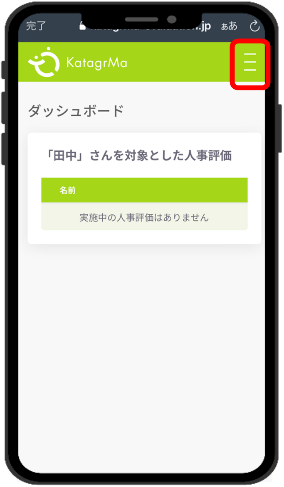 完了
ぁあ
KatagrMa
ダッシュボード
「田中」さんを対象とした人事評価
名前
実施中の人事評価はありません